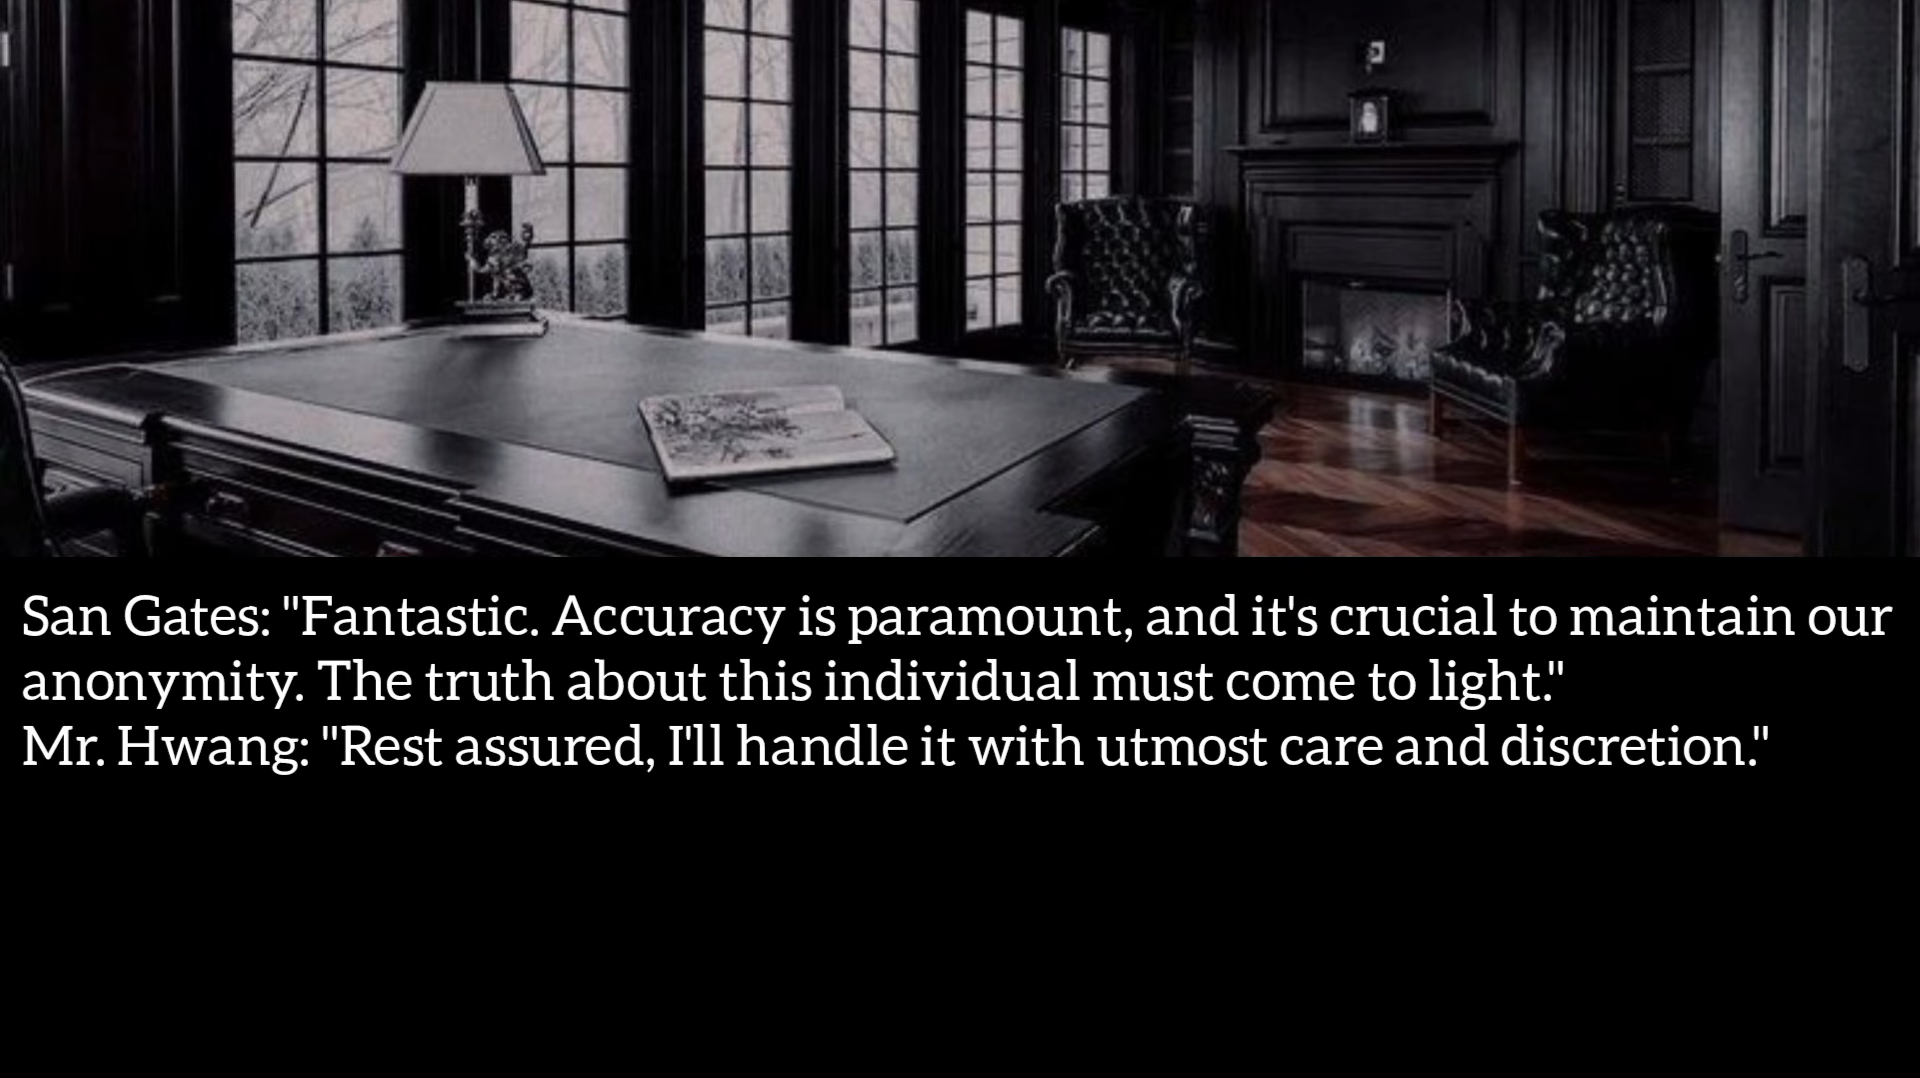 San Gates: "Fantastic. Accuracy is paramount, and it's crucial to maintain our
anonymity. The truth about this individual must come to light."
Mr. Hwang: "Rest assured, I'll handle it with utmost care and discretion."